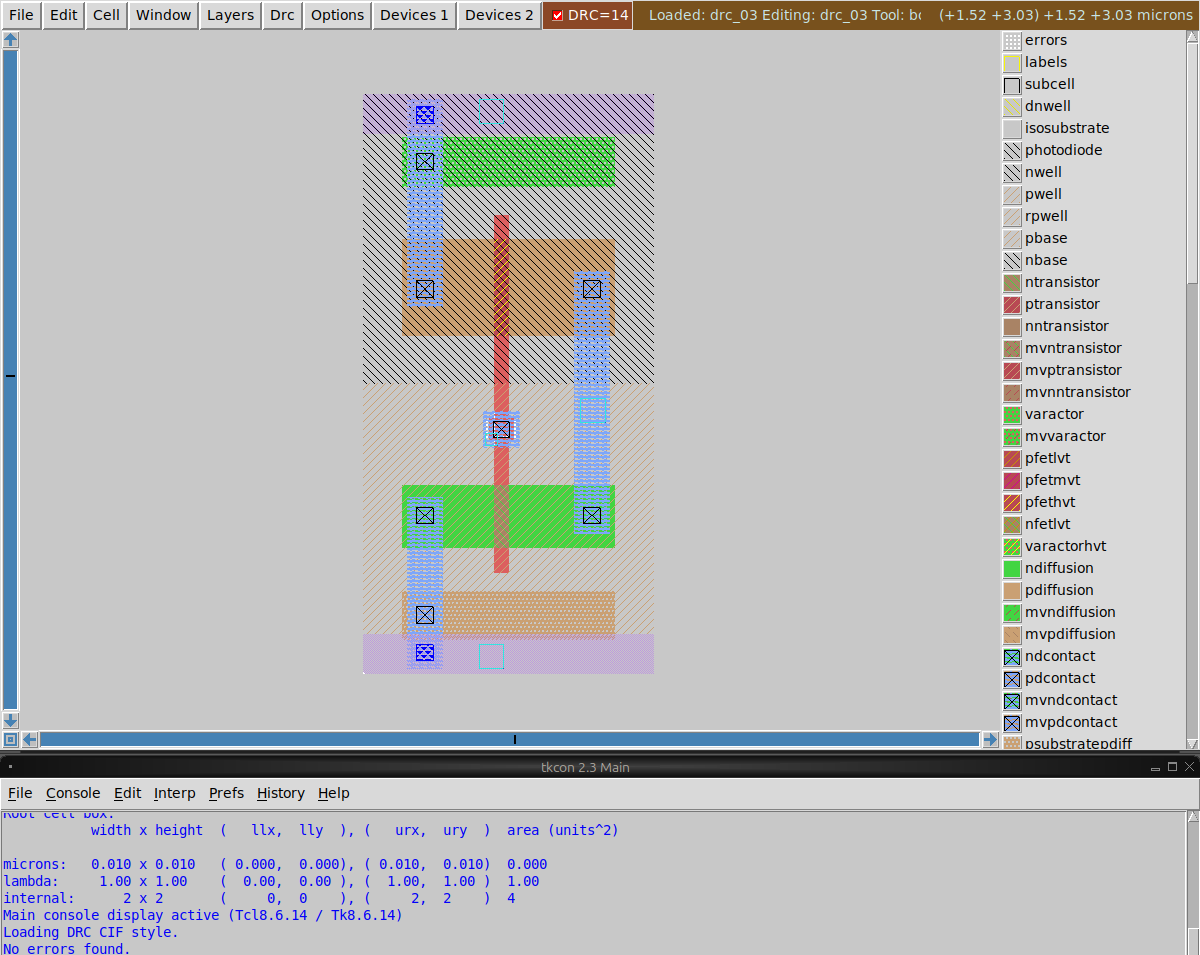 File Edit Cell Window Layers Drc Options Devices 1 Devices 2 DRC=14 Loaded: drc_03 Editing: drc_03 Tool: (+1.52 +3.03) +1.52 +3.03 microns
errors
labels
subcell
dnwell
isosubstrate
photodiode
nwell
pwell
rpwell
pbase
nbase
ntransistor
ptransistor
nntransistor
mvntransistor
mvptransistor
mvnntransistor
varactor
mvvaractor
pfetlvt
pfetmvt
pfethvt
nfetlvt
varactorhvt
ndiffusion
pdiffusion
mvndiffusion
mvpdiffusion
ndcontact
pdcontact
mvndcontact
mvpdcontact
psubstratepdiff
tkcon 2.3 Main
File Console Edit Interp Prefs History Help
Root cell box:
width x height ( llx, lly ), ( urx, ury ) area (units^2)
microns: 0.010 x 0.010 ( 0.000, 0.000), ( 0.010, 0.010) 0.000
lambda: 1.00 x 1.00 ( 0.00, 0.00 ), ( 1.00, 1.00 ) 1.00
internal: 2 x 2 ( 0, 0 ), ( 2, 2 ) 4
Main console display active (Tcl8.6.14 / Tk8.6.14)
Loading DRC CIF style.
No errors found.